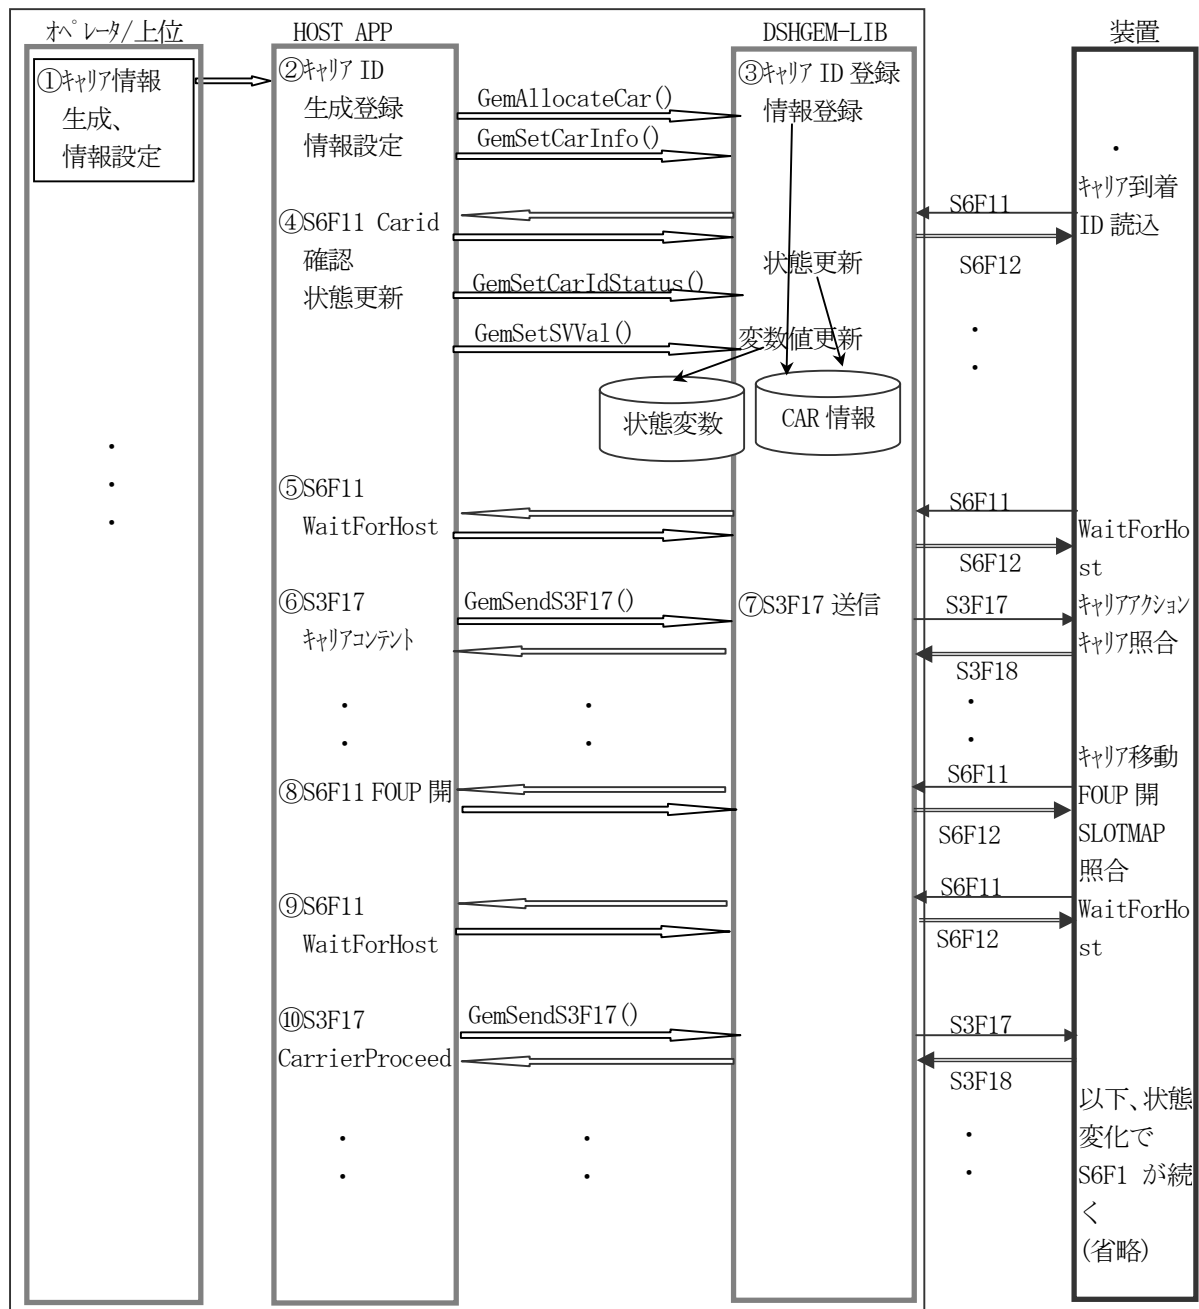 ｵﾍﾟﾚｰﾀ/上位
HOST APP
DSHGEM-LIB
装置
①ｷｬﾘｱ情報
生成、
情報設定
②ｷｬﾘｱ ID
生成登録
情報設定
GemAllocateCar()
GemSetCarInfo()
③ｷｬﾘｱ ID 登録
情報登録
・
ｷｬﾘｱ到着
ID 読込
S6F11
S6F12
④S6F11 Carid
確認
状態更新
GemSetCarIdStatus()
GemSetSVVal()
状態更新
変数値更新
状態変数
CAR 情報
・
・
・
・
・
⑤S6F11
WaitForHost
S6F11
S6F12
WaitForHo
st
⑥S3F17
ｷｬﾘｱｺﾝﾃﾝﾄ
GemSendS3F17()
⑦S3F17 送信
S3F17
S3F18
ｷｬﾘｱｱｸｼｮﾝ
ｷｬﾘｱ照合
・
・
・
・
・
・
⑧S6F11 FOUP 開
S6F11
S6F12
ｷｬﾘｱ移動
FOUP 開
SLOTMAP
照合
⑨S6F11
WaitForHost
S6F11
S6F12
WaitForHo
st
⑩S3F17
CarrierProceed
GemSendS3F17()
S3F17
S3F18
・
・
・
・
・
・
以下、状態
変化で
S6F1 が続
く
(省略)